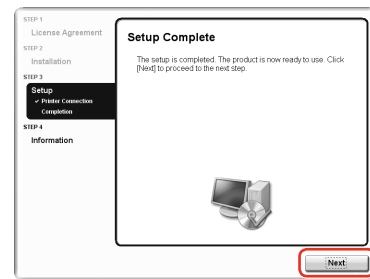 STEP 1
License Agreement
STEP 2
Installation
STEP 3
Setup
✓ Printer Connection
Completion
STEP 4
Information
Setup Complete
The setup is completed. The product is now ready to use. Click
[Next] to proceed to the next step.
Next